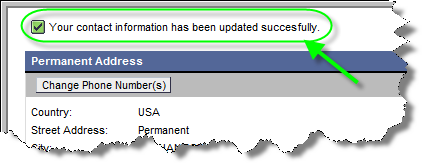 Your contact information has been updated succesfully.
Permanent Address
Change Phone Number(s)
Country: USA
Street Address: Permanent